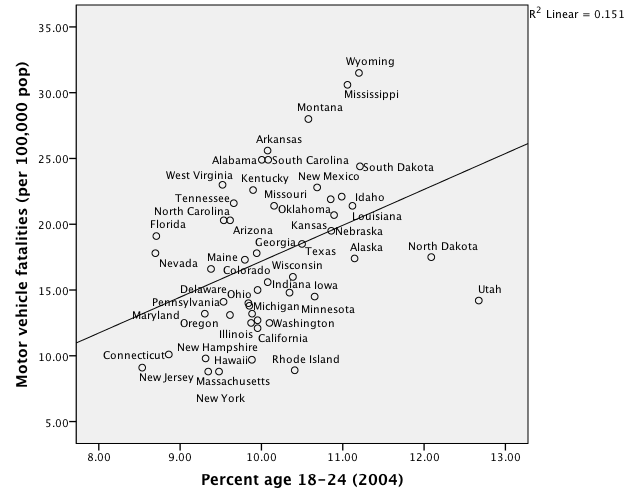 R² Linear = 0.151
35.00
30.00
25.00
20.00
15.00
10.00
5.00
Motor vehicle fatalities (per 100,000 pop)
Wyoming
Mississippi
Montana
Arkansas
Alabama South Carolina
South Dakota
West Virginia Kentucky New Mexico
Tennessee Missouri Idaho
North Carolina Oklahoma Louisiana
Florida Arizona Kansas Nebraska
Georgia Texas Alaska North Dakota
Nevada Maine Colorado Wisconsin
Delaware Ohio Indiana Iowa Utah
Pennsylvania Michigan Minnesota
Maryland Oregon Washington
Illinois California
Connecticut New Hampshire Hawaii Rhode Island
New Jersey Massachusetts
New York
8.00 9.00 10.00 11.00 12.00 13.00
Percent age 18-24 (2004)